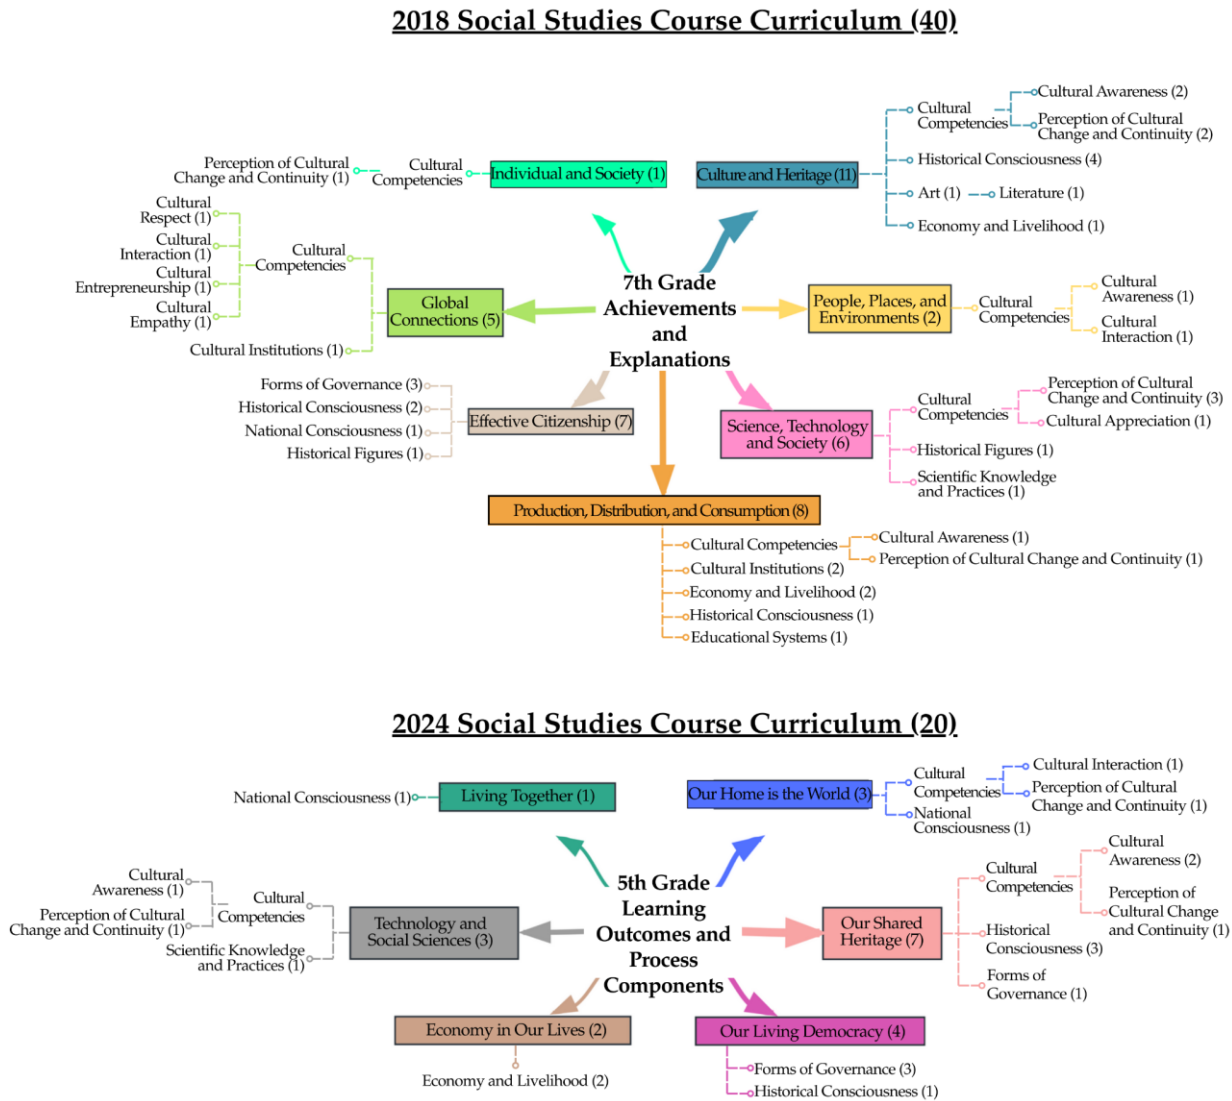 2018 Social Studies Course Curriculum (40)
Cultural Awareness (2)
Cultural
Competencies
Perception of Cultural
Change and Continuity (2)
Perception of Cultural
Change and Continuity (1)
Cultural
Competencies
Individual and Society (1)
Culture and Heritage (11)
Historical Consciousness (4)
Art (1)
Literature (1)
Economy and Livelihood (1)
Cultural
Respect (1)
Cultural
Interaction (1)
Cultural
Entrepreneurship (1)
Cultural
Empathy (1)
Cultural
Competencies
Cultural Institutions (1)
Global
Connections (5)
7th Grade
Achievements
and
Explanations
People, Places, and
Environments (2)
Cultural
Competencies
Cultural
Awareness (1)
Cultural
Interaction (1)
Forms of Governance (3)
Historical Consciousness (2)
National Consciousness (1)
Historical Figures (1)
Effective Citizenship (7)
Science, Technology
and Society (6)
Cultural
Competencies
Perception of Cultural
Change and Continuity (3)
Cultural Appreciation (1)
Historical Figures (1)
Scientific Knowledge
and Practices (1)
Production, Distribution, and Consumption (8)
Cultural Competencies
Cultural Awareness (1)
Perception of Cultural Change and Continuity (1)
Cultural Institutions (2)
Economy and Livelihood (2)
Historical Consciousness (1)
Educational Systems (1)
2024 Social Studies Course Curriculum (20)
National Consciousness (1)
Living Together (1)
Our Home is the World (3)
Cultural
Competencies
Cultural Interaction (1)
Perception of Cultural
Change and Continuity (1)
National
Consciousness (1)
Cultural
Awareness (1)
Perception of Cultural
Change and Continuity (1)
Cultural
Competencies
Scientific Knowledge
and Practices (1)
Technology and
Social Sciences (3)
5th Grade
Learning
Outcomes and
Process
Components
Our Shared
Heritage (7)
Cultural
Competencies
Cultural
Awareness (2)
Perception of
Cultural Change
and Continuity (1)
Historical
Consciousness (3)
Forms of
Governance (1)
Economy in Our Lives (2)
Economy and Livelihood (2)
Our Living Democracy (4)
Forms of Governance (3)
Historical Consciousness (1)